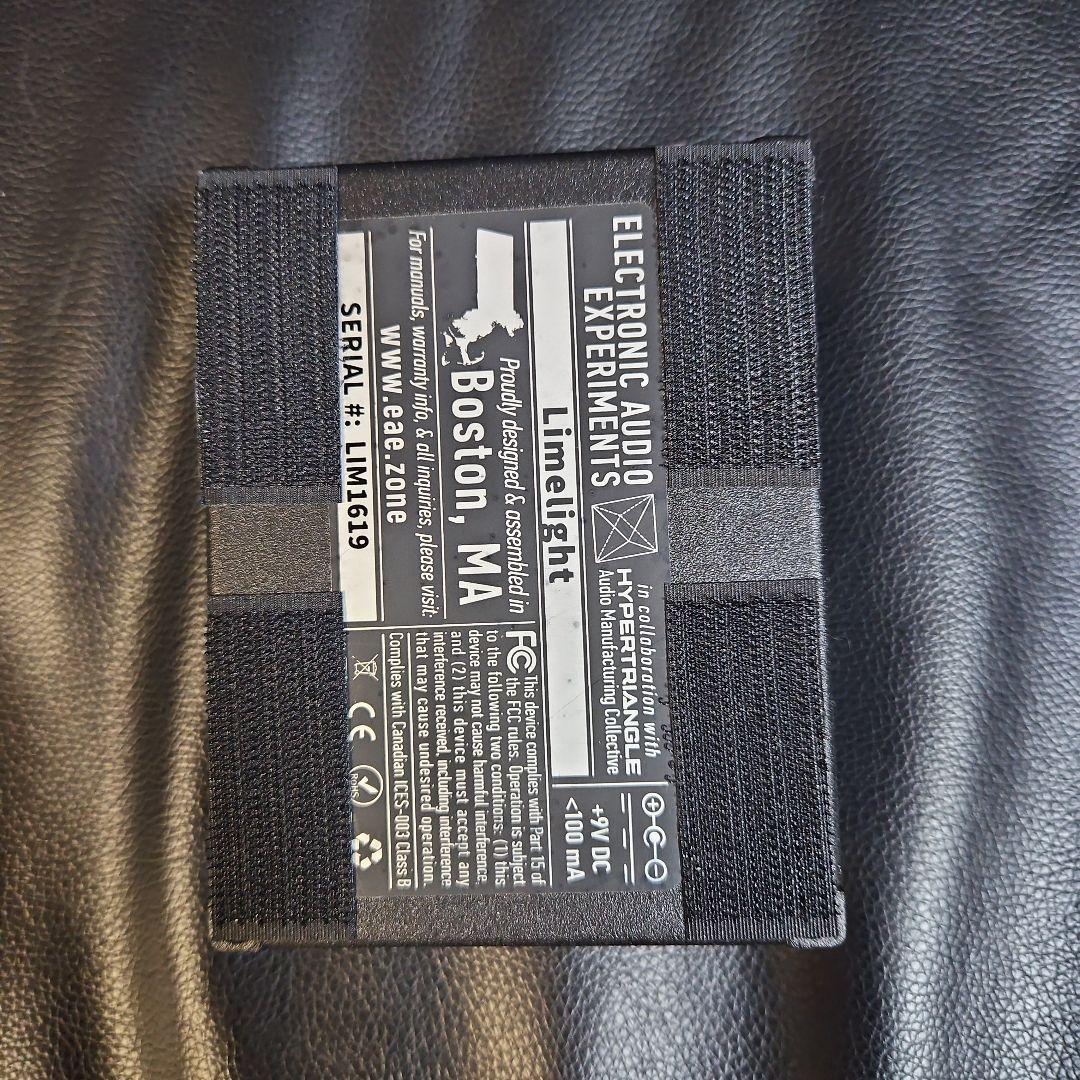 ELECTRONIC AUDIO
EXPERIMENTS
in collaboration with
HYPERTRIANGLE
Audio Manufacturing Collective
+9V DC
<100 mA
Limelight
Proudly designed & assembled in
Boston, MA
For manuals, warranty info, & all inquiries, please visit:
www.eae.zone
SERIAL #: LIM1619
FC This device complies with Part 15 of
the FCC rules. Operation is subject
to the following two conditions: (1) this
device may not cause harmful interference,
and (2) this device must accept any
interference received, including interference
that may cause undesired operation.
Complies with Canadian ICES-003 Class B
CE
RoHS